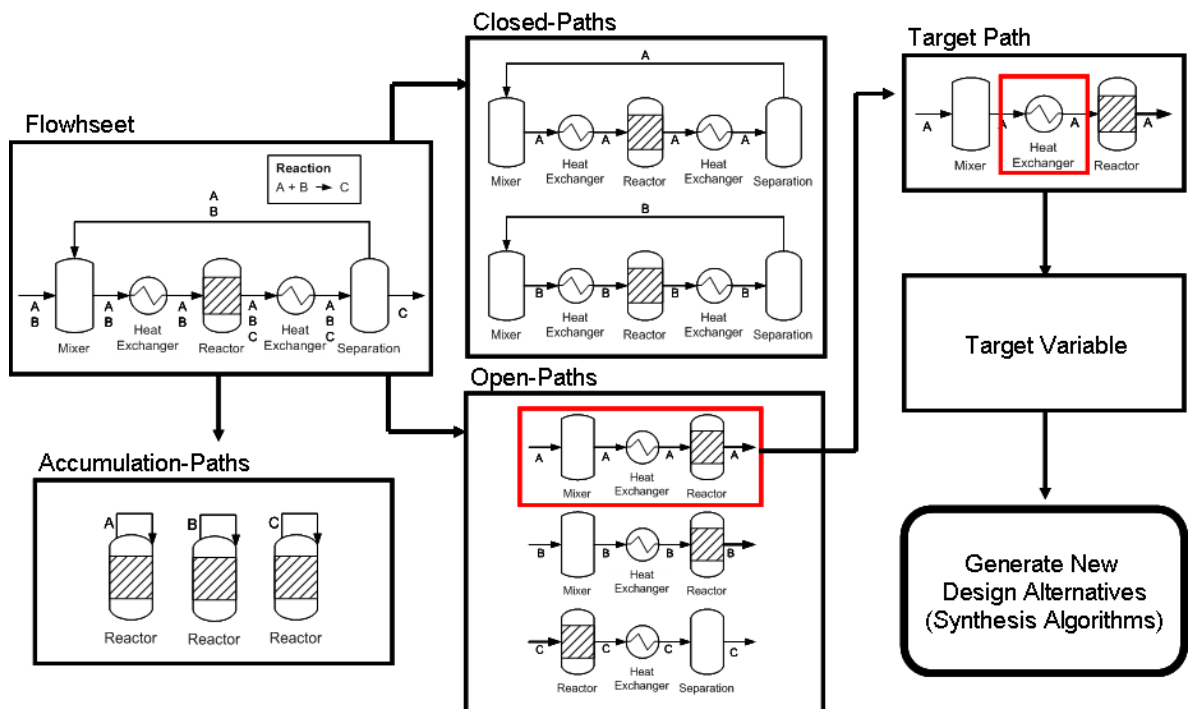 Flowhseet
Reaction
A + B → C
A
B
A
B
A
B
A
B
A
B
C
A
B
C
C
Mixer
Heat
Exchanger
Reactor
Heat
Exchanger
Separation
Closed-Paths
A
A
A
A
A
Mixer
Heat
Exchanger
Reactor
Heat
Exchanger
Separation
B
B
B
B
B
Mixer
Heat
Exchanger
Reactor
Heat
Exchanger
Separation
Accumulation-Paths
A
B
C
Reactor
Reactor
Reactor
Open-Paths
A
A
A
A
Mixer
Heat
Exchanger
Reactor
B
B
B
B
Mixer
Heat
Exchanger
Reactor
C
C
C
C
Reactor
Heat
Exchanger
Separation
Target Path
A
A
A
A
Mixer
Heat
Exchanger
Reactor
Target Variable
Generate New
Design Alternatives
(Synthesis Algorithms)